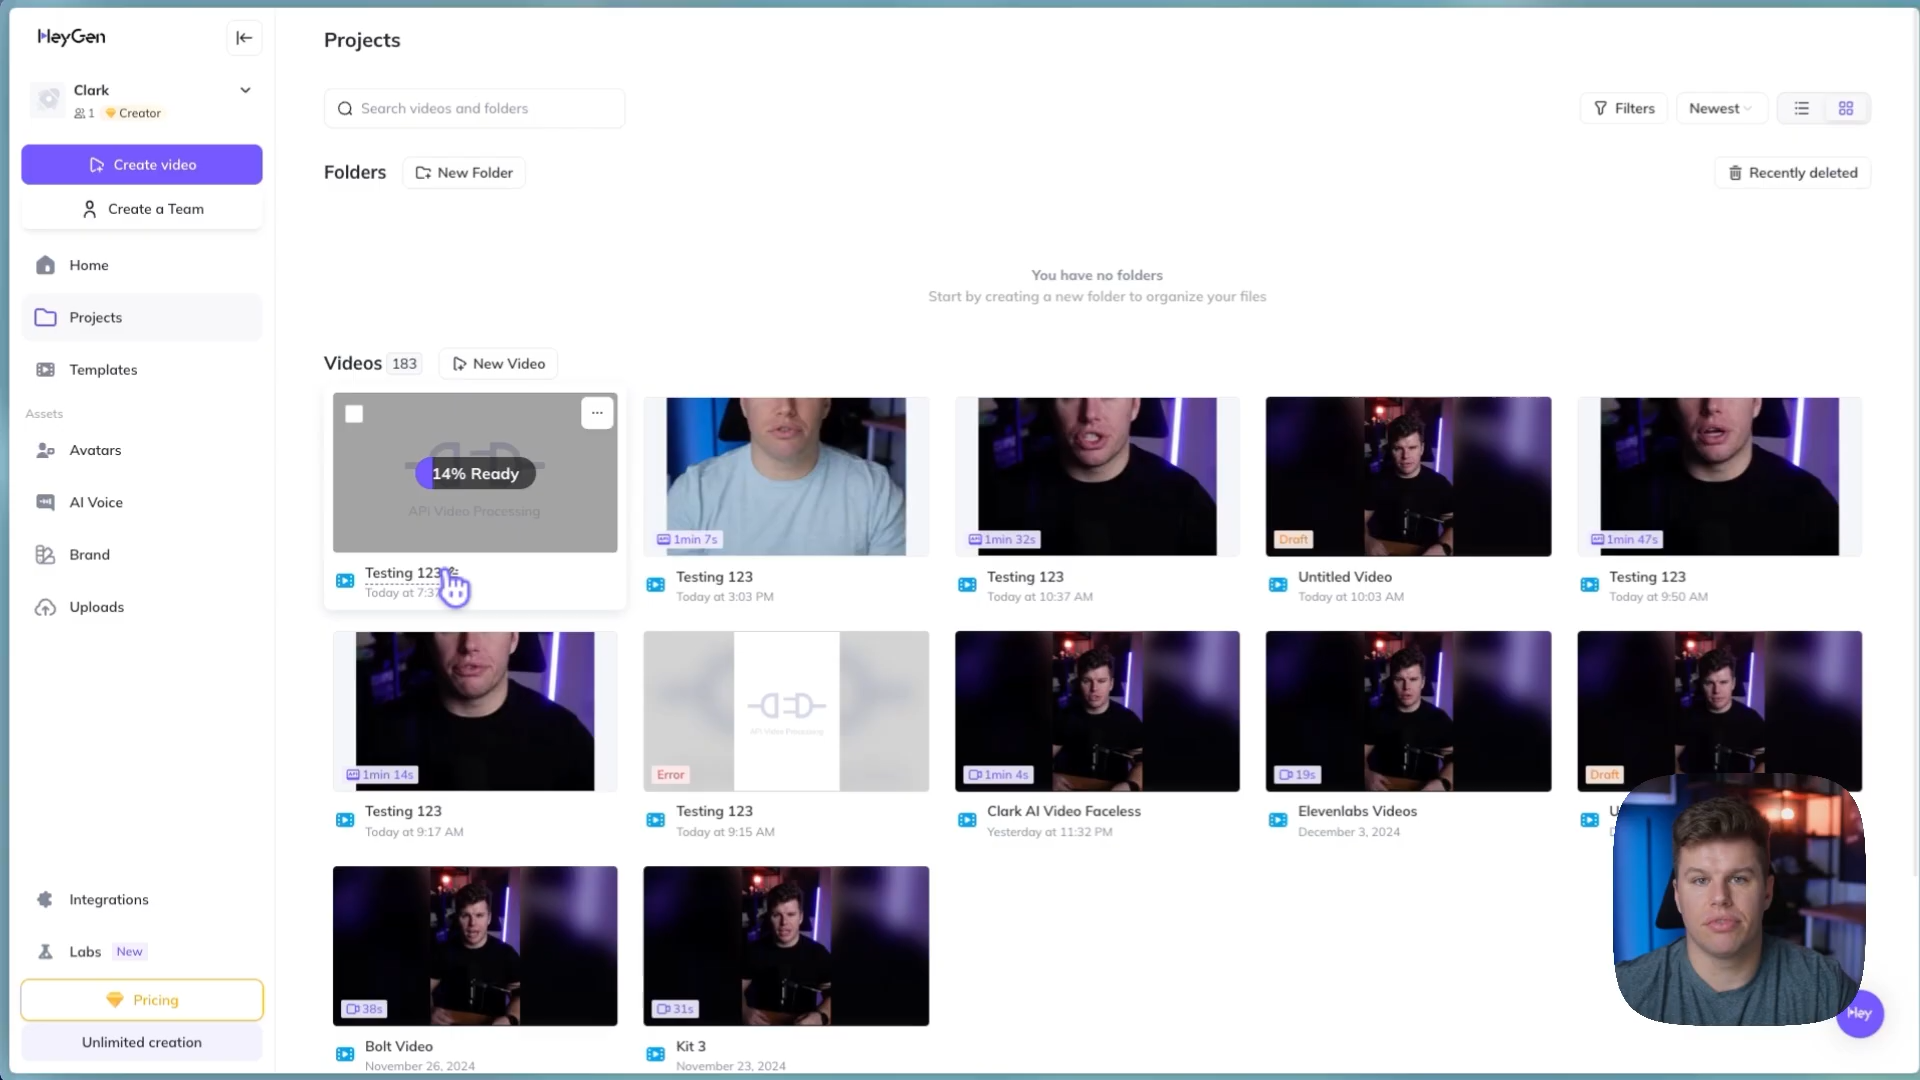 HeyGen
Projects
Clark
1 Creator
Search videos and folders
Filters
Newest
Create video
Folders
New Folder
Recently deleted
Create a Team
Home
You have no folders
Start by creating a new folder to organize your files
Projects
Videos 183
New Video
Templates
Assets
Avatars
AI Voice
Brand
Uploads
14% Ready
API Video Processing
1min 7s
1min 32s
Draft
1min 47s
Testing 123
Today at 7:37
Testing 123
Today at 3:03 PM
Testing 123
Today at 10:37 AM
Untitled Video
Today at 10:03 AM
Testing 123
Today at 9:50 AM
1min 14s
API Video Processing
Error
1min 4s
19s
Draft
Testing 123
Today at 9:17 AM
Testing 123
Today at 9:15 AM
Clark AI Video Faceless
Yesterday at 11:32 PM
Elevenlabs Videos
December 3, 2024
Integrations
Labs New
Pricing
Unlimited creation
38s
31s
Hey
Bolt Video
November 26, 2024
Kit 3
November 23, 2024